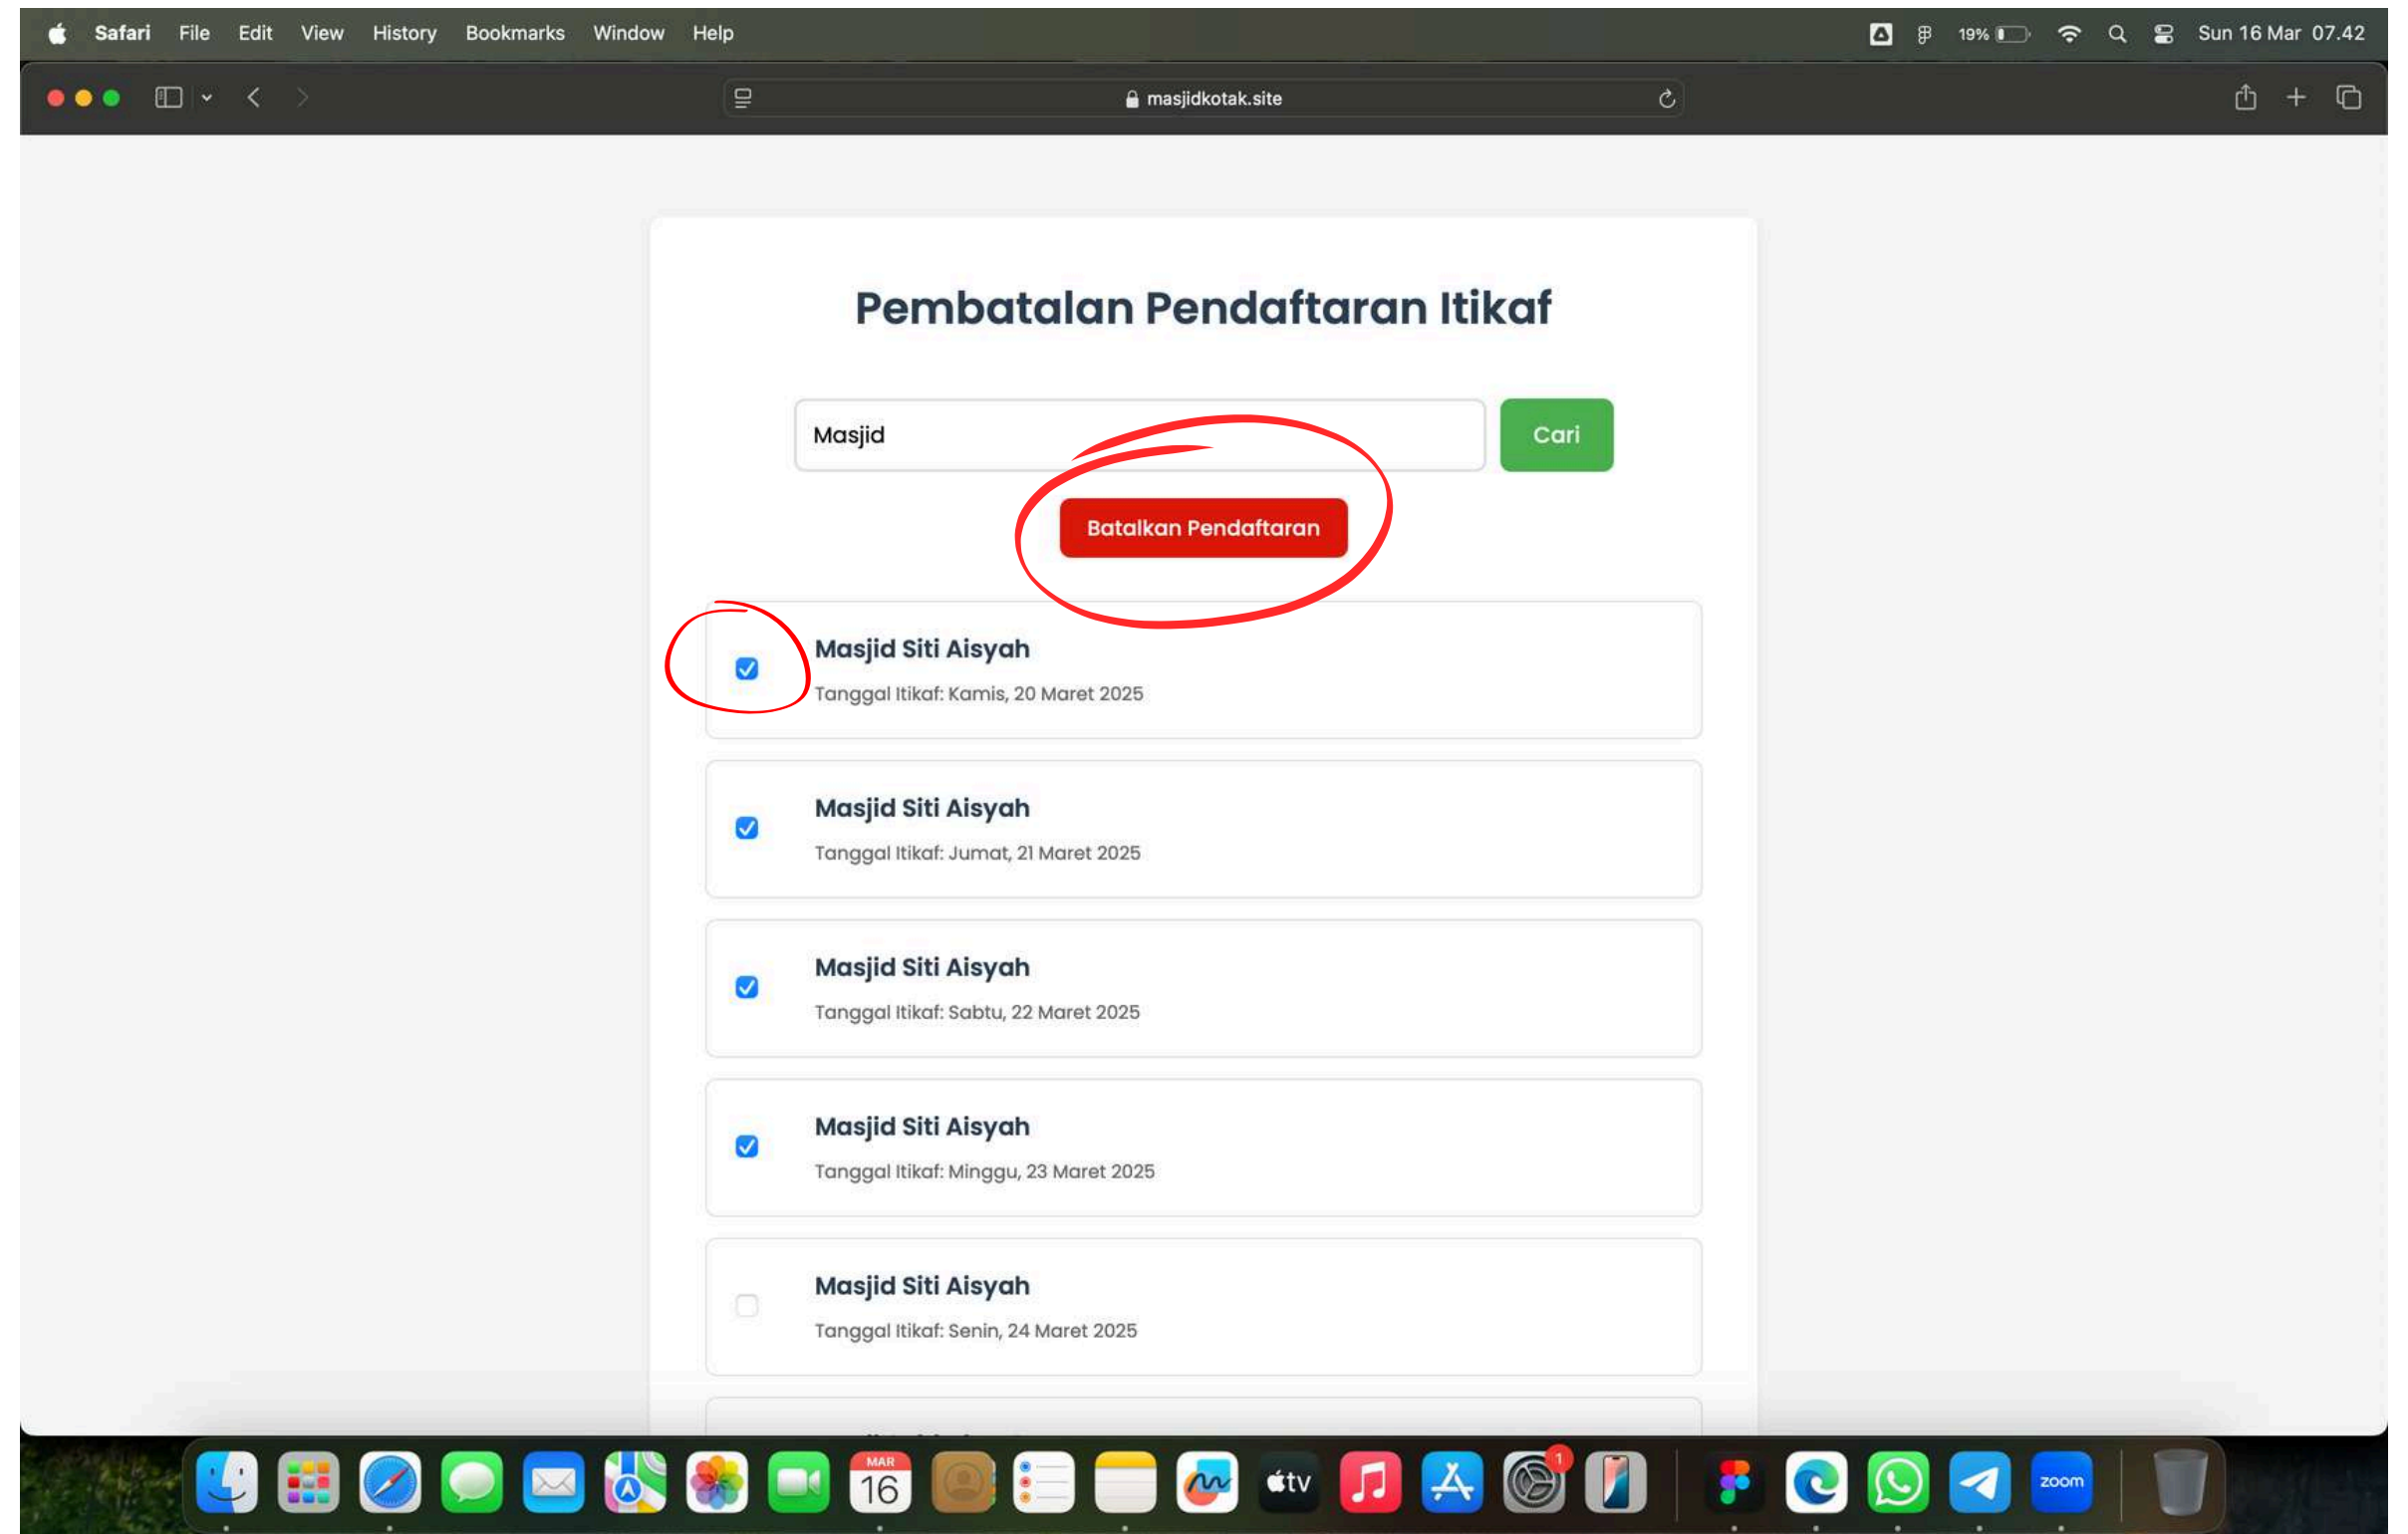 Safari File Edit View History Bookmarks Window Help 19% Sun 16 Mar 07.42
masjidkotak.site
Pembatalan Pendaftaran Itikaf
Masjid Cari
Batalkan Pendaftaran
Masjid Siti Aisyah
Tanggal Itikaf: Kamis, 20 Maret 2025
Masjid Siti Aisyah
Tanggal Itikaf: Jumat, 21 Maret 2025
Masjid Siti Aisyah
Tanggal Itikaf: Sabtu, 22 Maret 2025
Masjid Siti Aisyah
Tanggal Itikaf: Minggu, 23 Maret 2025
Masjid Siti Aisyah
Tanggal Itikaf: Senin, 24 Maret 2025
MAR
16 tv 1 zoom